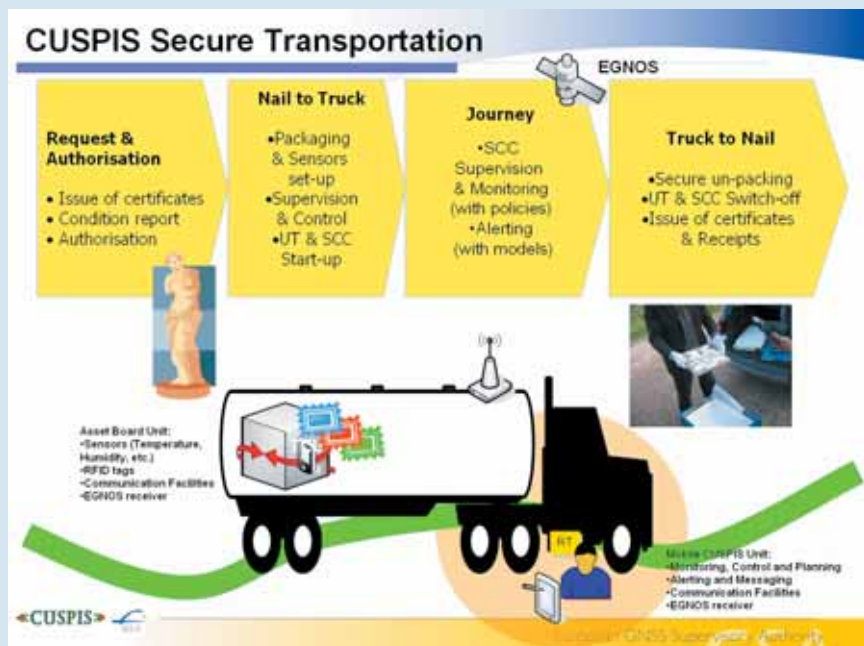 CUSPIS Secure Transportation
EGNOS
Request &
Authorisation
• Issue of certificates
• Condition report
• Authorisation
Nail to Truck
•Packaging
& Sensors
set-up
•Supervision
& Control
•UT & SCC
Start-up
Journey
•SCC
Supervision
& Monitoring
(with policies)
•Alerting
(with models)
Truck to Nail
•Secure un-packing
•UT & SCC Switch-off
•Issue of certificates
& Receipts
Asset Board Unit:
•Sensors (Temperature,
Humidity, etc.)
•RFID tags
•Communication Facilities
•EGNOS receiver
RT
Mobile CUSPIS Unit:
•Monitoring, Control and Planning
•Alerting and Messaging
•Communication Facilities
•EGNOS receiver
CUSPIS
European GNSS Supervisory Authority